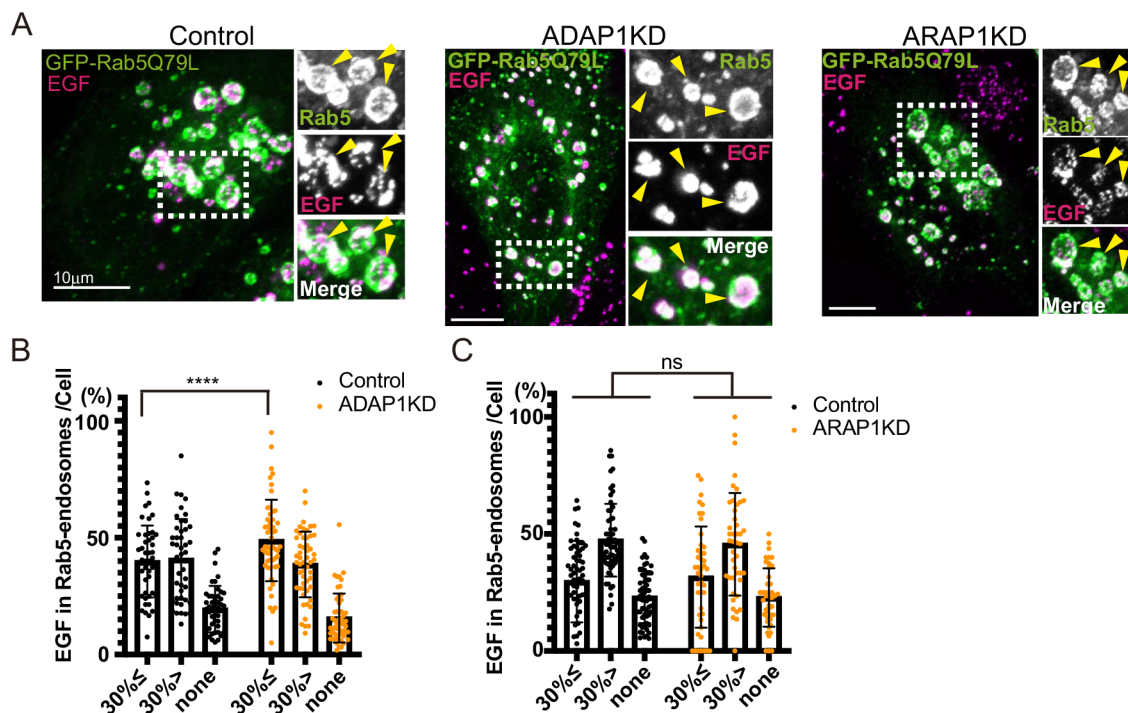 A
Control
GFP-Rab5Q79L
EGF
Rab5
EGF
Merge
10μm
ADAP1KD
GFP-Rab5Q79L
EGF
Rab5
EGF
Merge
ARAP1KD
GFP-Rab5Q79L
EGF
Rab5
EGF
Merge
B
EGF in Rab5-endosomes /Cell
(%)
100
50
0
****
Control
ADAP1KD
30%≤
30%>
none
30%≤
30%>
none
C
EGF in Rab5-endosomes /Cell
(%)
100
50
0
ns
Control
ARAP1KD
30%≤
30%>
none
30%≤
30%>
none